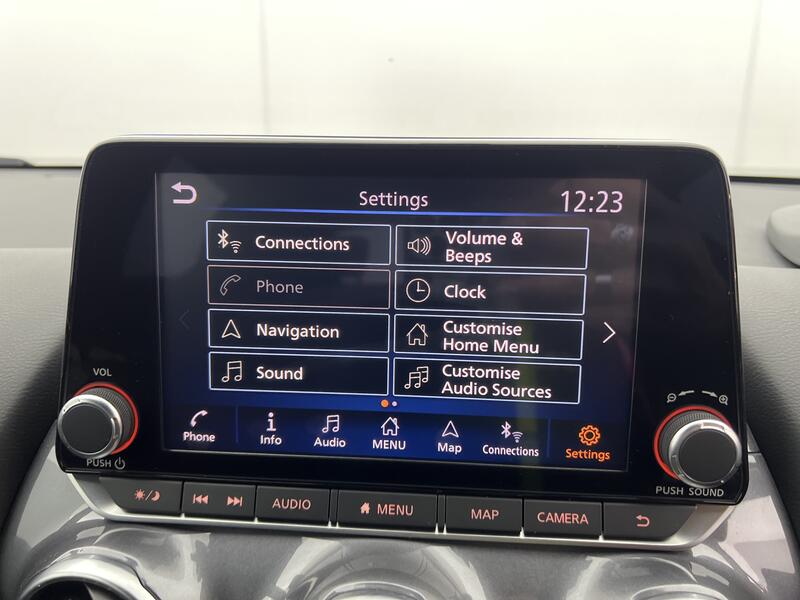 Settings
12:23
Connections
Volume &
Beeps
Phone
Clock
Navigation
Customise
Home Menu
Sound
Customise
Audio Sources
VOL
PUSH
Phone
Info
Audio
MENU
Map
Connections
Settings
PUSH SOUND
AUDIO
MENU
MAP
CAMERA